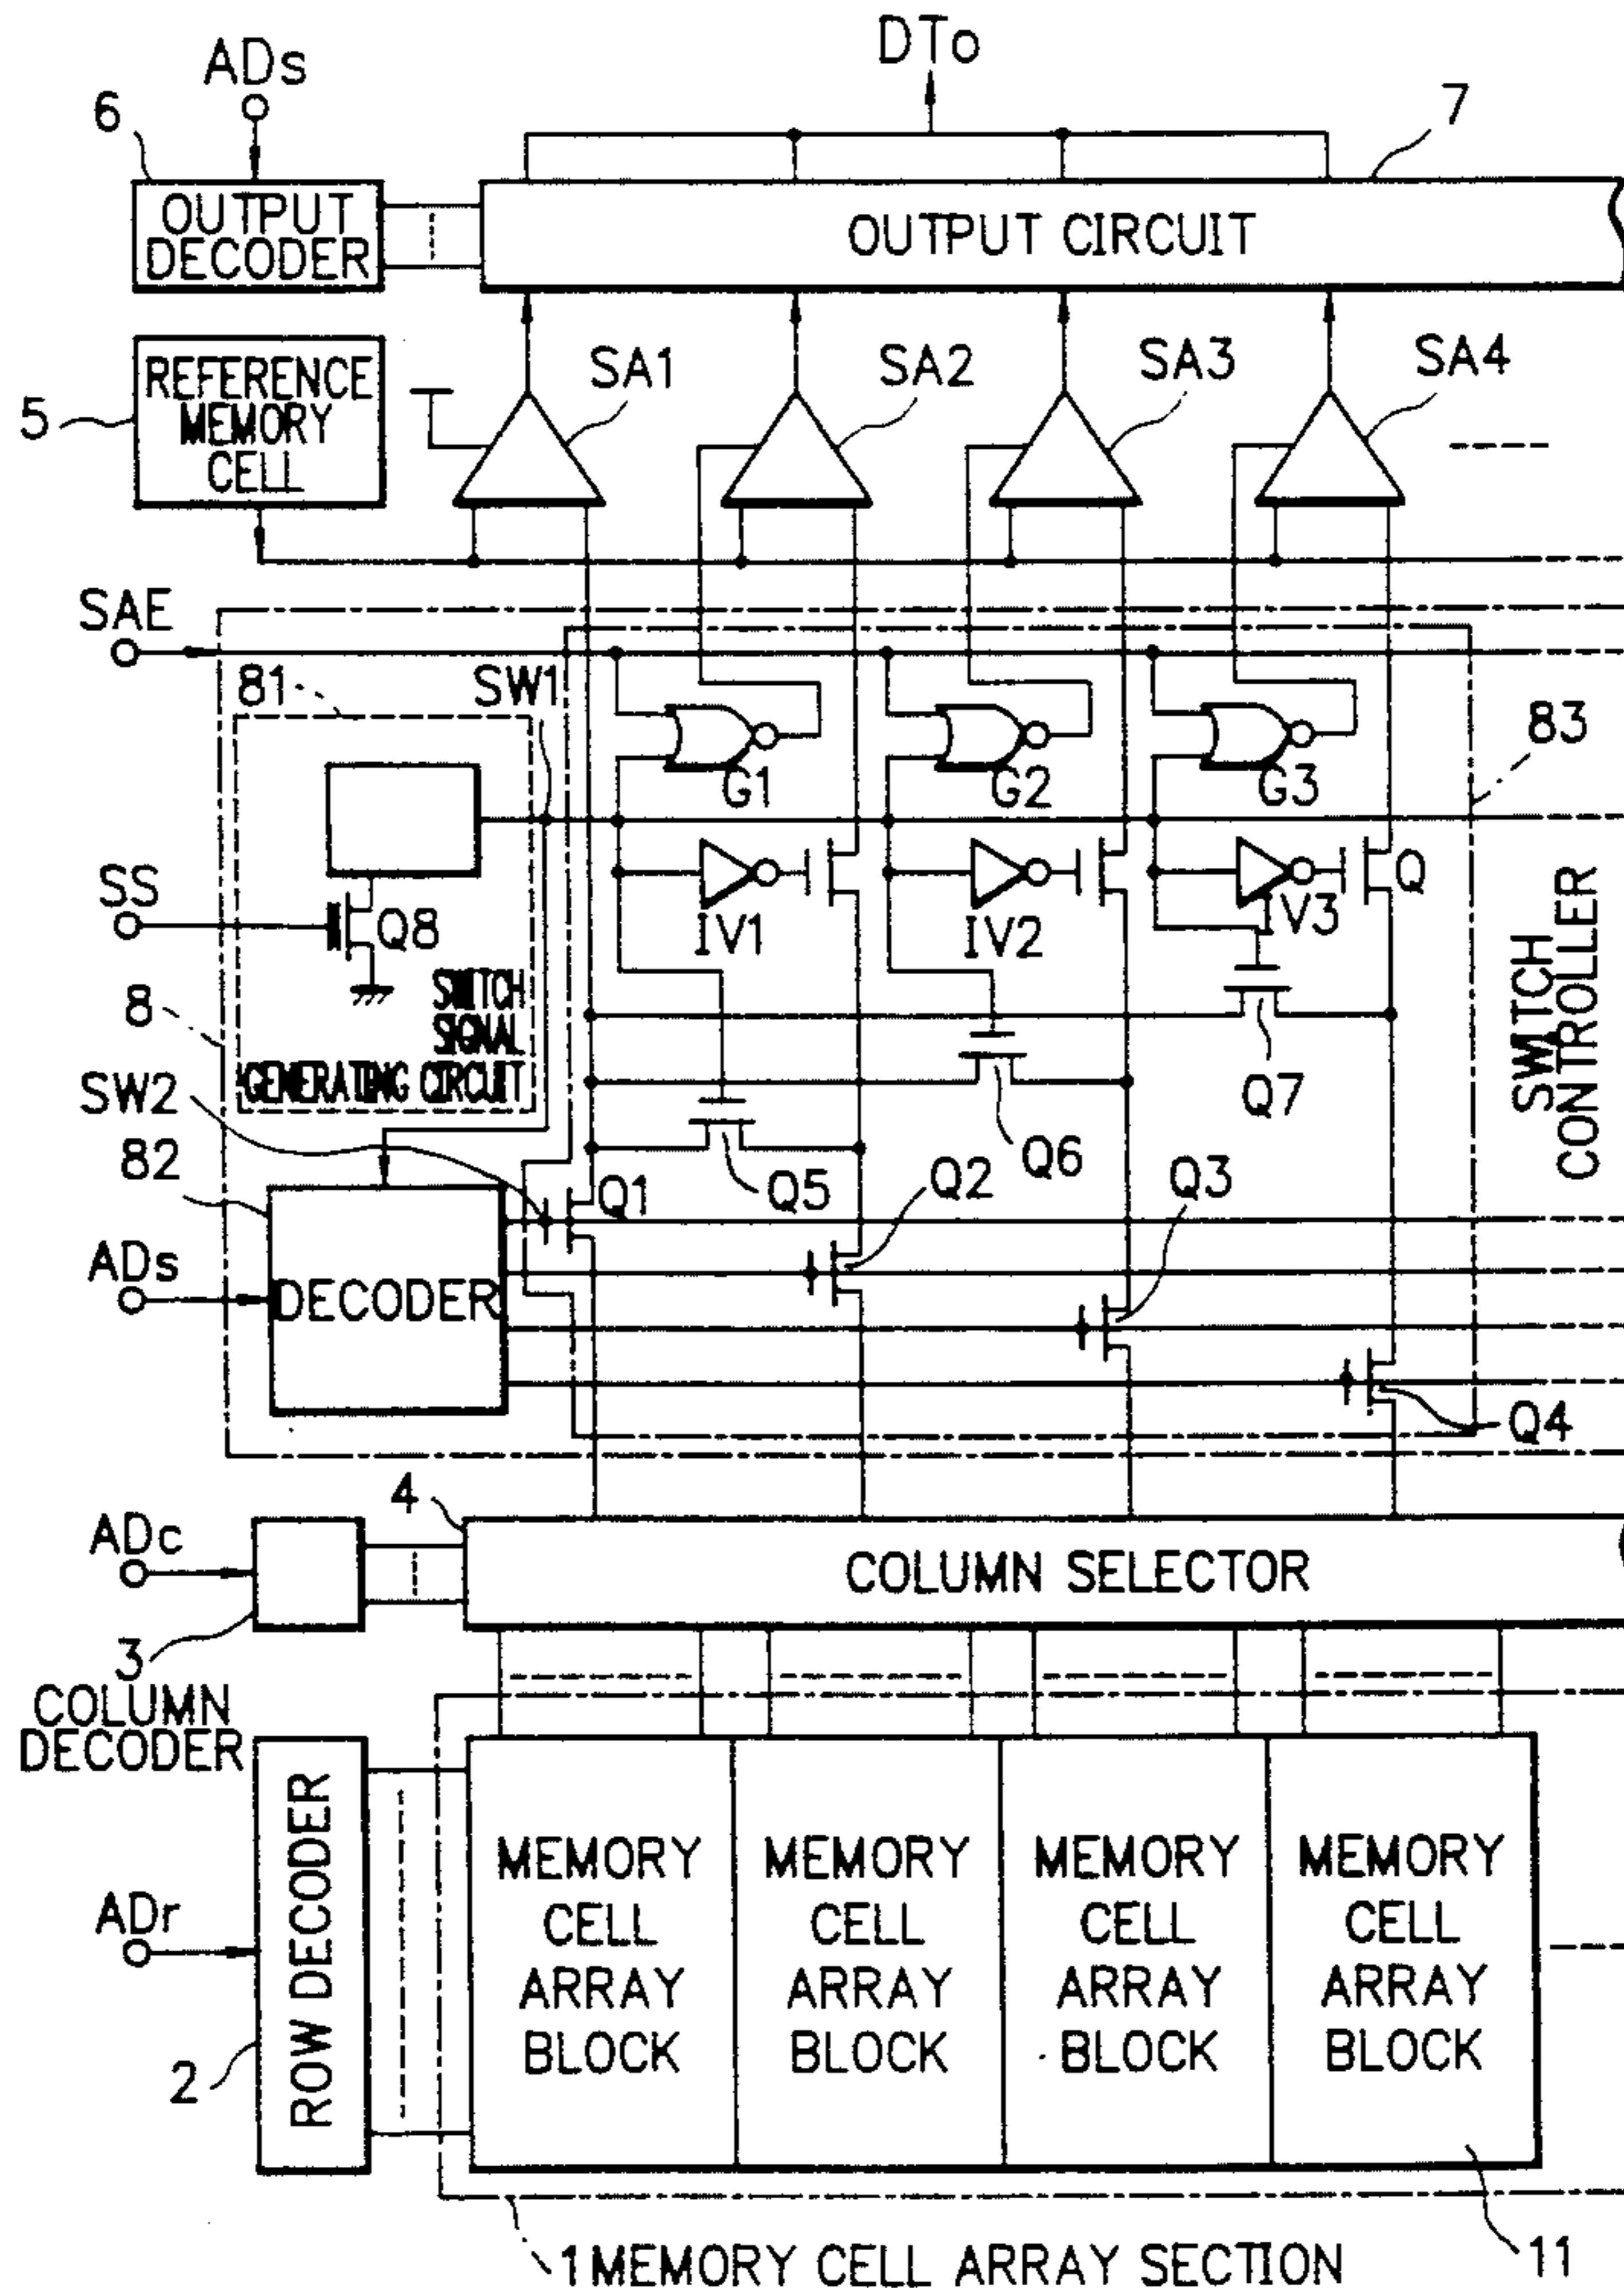 DTo
ADs
6
7
OUTPUT
DECODER
OUTPUT CIRCUIT
SA1
SA2
SA3
SA4
REFERENCE
MEMORY
CELL
5
SAE
81
SW1
83
G1
G2
G3
SS
Q8
IV1
IV2
IV3
Q
8
SWITCH
SIGNAL
GENERATING CIRCUIT
SWITCH
CONTROLLER
SW2
Q7
Q6
82
Q1
Q5
Q2
Q3
ADs
DECODER
Q4
4
ADc
COLUMN SELECTOR
3
COLUMN
DECODER
ROW DECODER
MEMORY
CELL
ARRAY
BLOCK
MEMORY
CELL
ARRAY
BLOCK
MEMORY
CELL
ARRAY
BLOCK
MEMORY
CELL
ARRAY
BLOCK
ADr
2
1 MEMORY CELL ARRAY SECTION
11